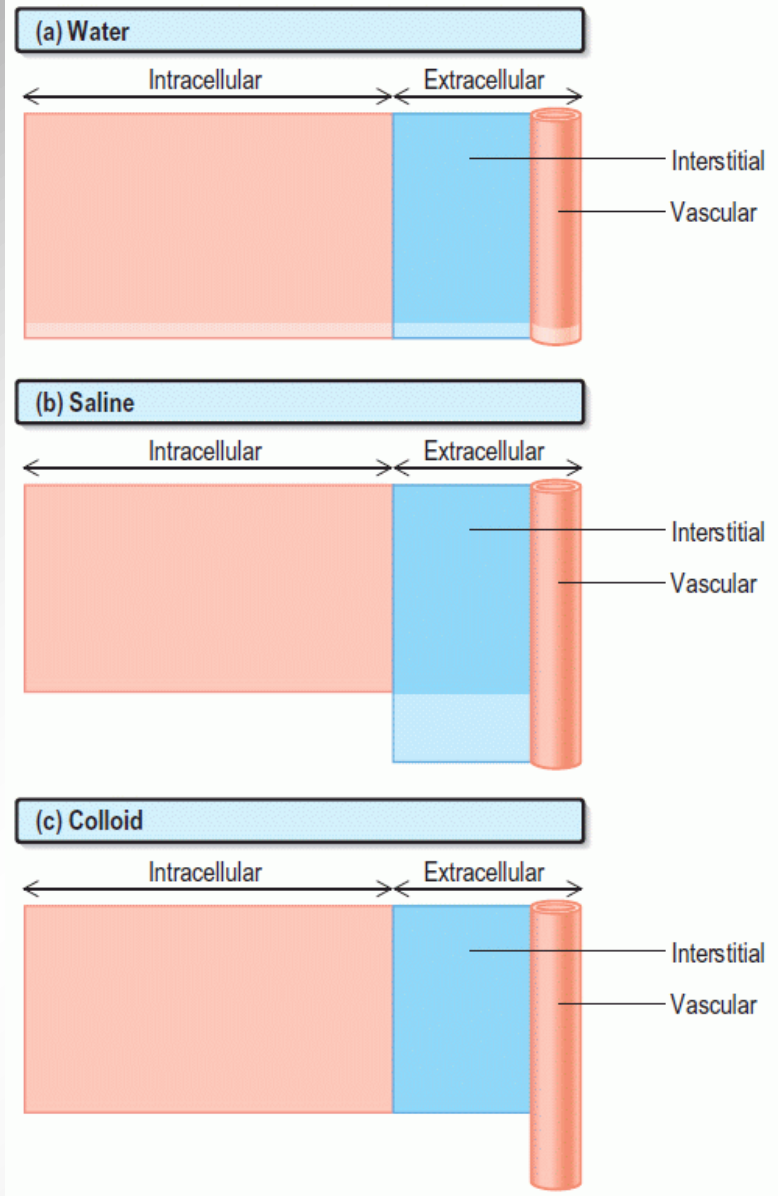 (a) Water
Intracellular Extracellular
Interstitial
Vascular
(b) Saline
Intracellular Extracellular
Interstitial
Vascular
(c) Colloid
Intracellular Extracellular
Interstitial
Vascular